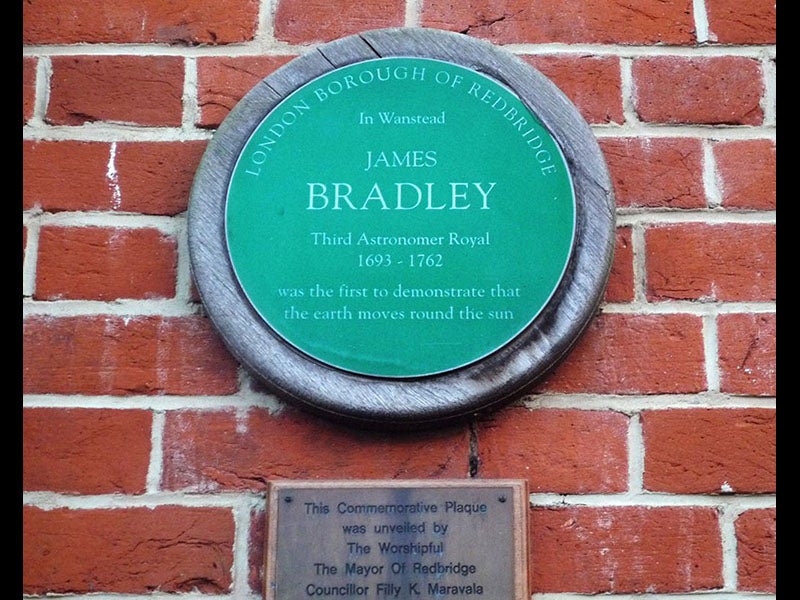 LONDON BOROUGH OF REDBRIDGE
In Wanstead
JAMES
BRADLEY
Third Astronomer Royal
1693 - 1762
was the first to demonstrate that
the earth moves round the sun
This Commemorative Plaque
was unveiled by
The Worshipful
The Mayor Of Redbridge
Councillor Filly K. Maravala